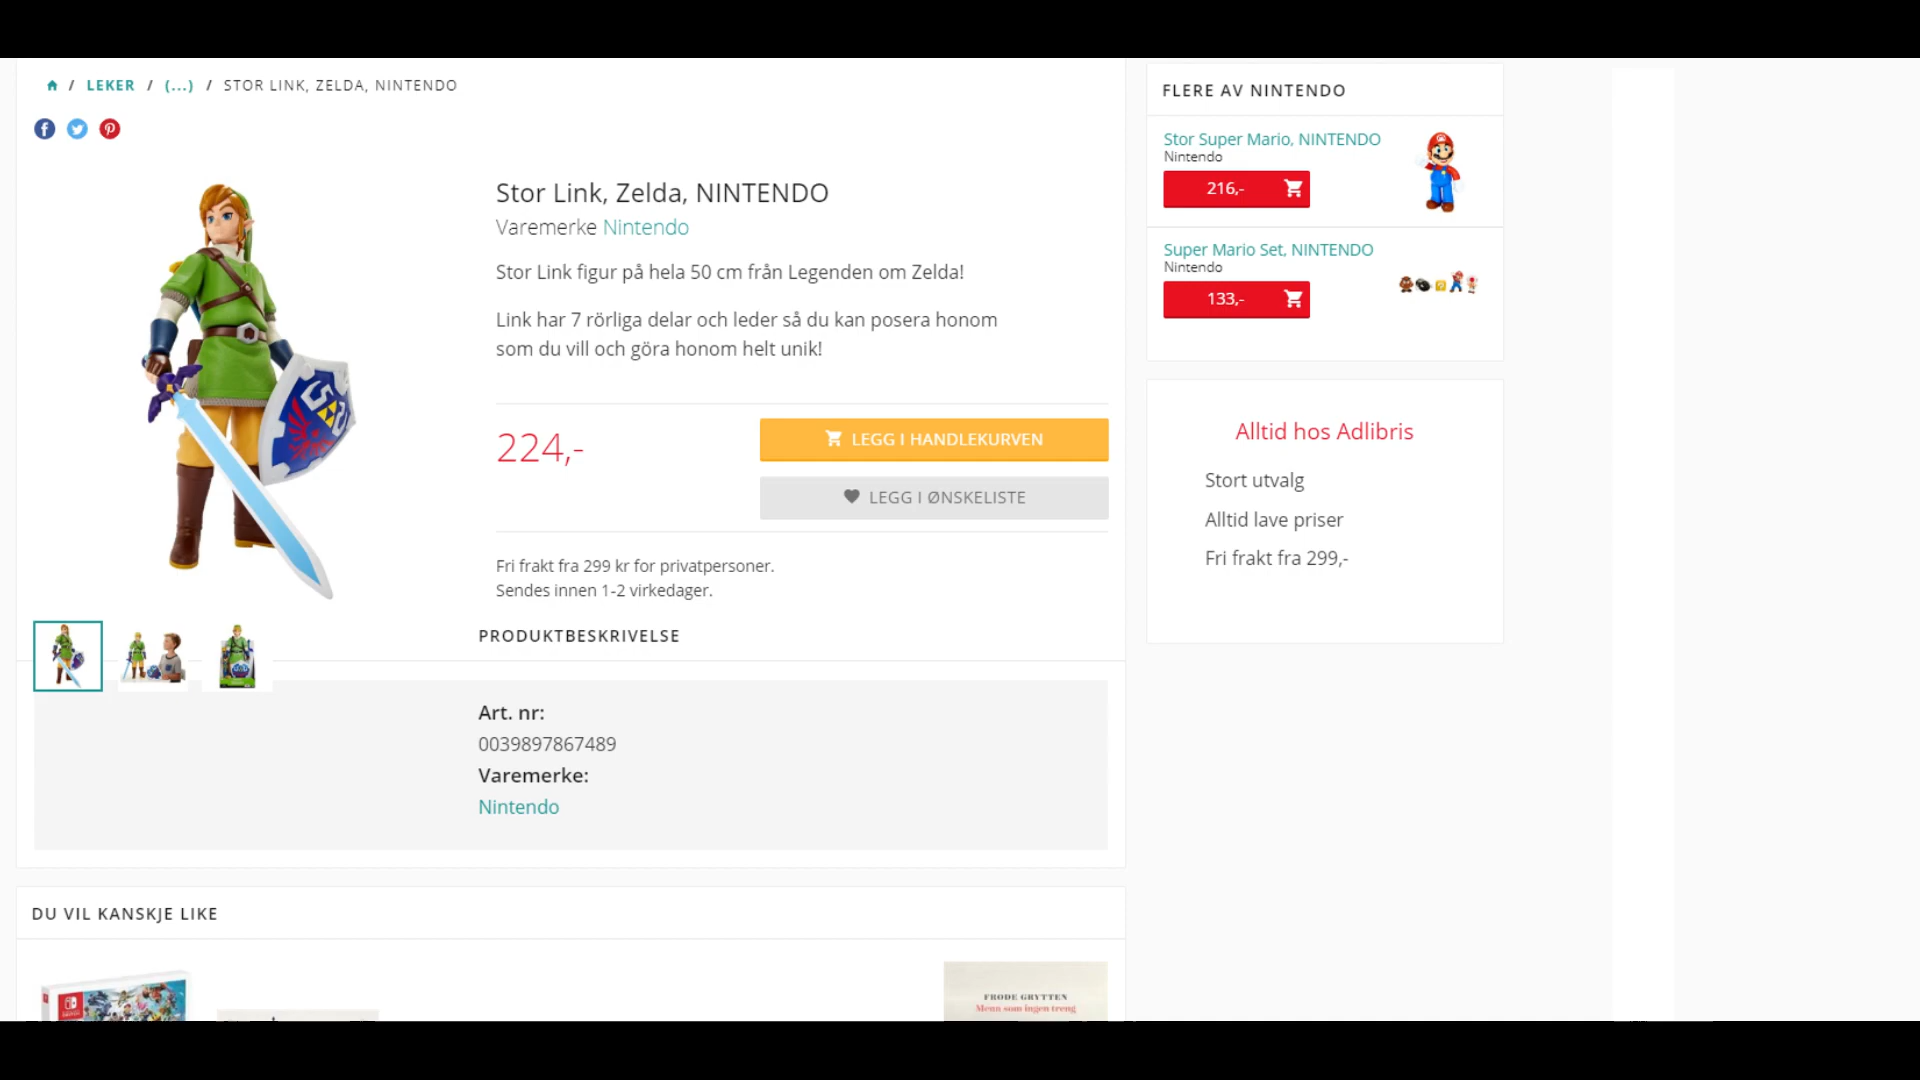 / LEKER / (...) / STOR LINK, ZELDA, NINTENDO
Stor Link, Zelda, NINTENDO
Varemerke Nintendo
Stor Link figur på hela 50 cm från Legenden om Zelda!
Link har 7 rörliga delar och leder så du kan posera honom
som du vill och göra honom helt unik!
224,-
LEGG I HANDLEKURVEN
LEGG I ØNSKELISTE
Fri frakt fra 299 kr for privatpersoner.
Sendes innen 1-2 virkedager.
PRODUKTBESKRIVELSE
Art. nr:
0039897867489
Varemerke:
Nintendo
DU VIL KANSKJE LIKE
FRODE GRYTTEN
Menn som ingen treng
FLERE AV NINTENDO
Stor Super Mario, NINTENDO
Nintendo
216,-
Super Mario Set, NINTENDO
Nintendo
133,-
Alltid hos Adlibris
Stort utvalg
Alltid lave priser
Fri frakt fra 299,-